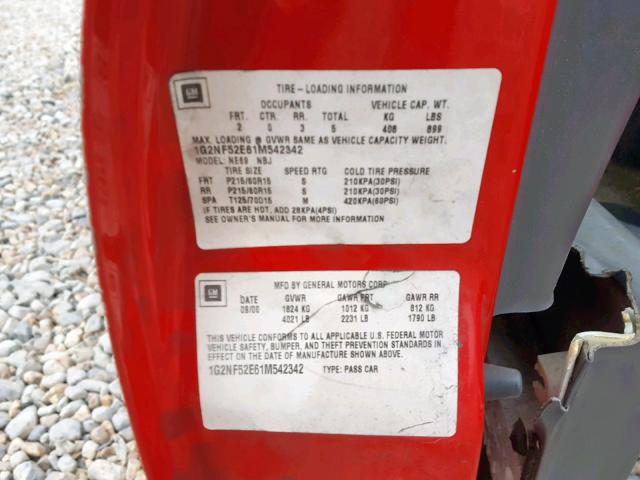 GM
TIRE-LOADING INFORMATION
OCCUPANTS VEHICLE CAP. WT.
FRT. CTR. RR. TOTAL KG LBS
2 0 3 5 408 899
MAX. LOADING @ GVWR SAME AS VEHICLE CAPACITY WEIGHT.
1G2NF52E61M542342
MODEL: NE69 NBJ
TIRE SIZE SPEED RTG COLD TIRE PRESSURE
FRT P215/60R15 S 210KPA(30PSI)
RR P215/60R15 S 210KPA(30PSI)
SPA T125/70D15 M 420KPA(60PSI)
IF TIRES ARE HOT, ADD 28KPA(4PSI)
SEE OWNER'S MANUAL FOR MORE INFORMATION
GM
MFD BY GENERAL MOTORS CORP
DATE GVWR GAWR FRT GAWR RR
09/00 1824 KG 1012 KG 812 KG
4021 LB 2231 LB 1790 LB
THIS VEHICLE CONFORMS TO ALL APPLICABLE U.S. FEDERAL MOTOR
VEHICLE SAFETY, BUMPER, AND THEFT PREVENTION STANDARDS IN
EFFECT ON THE DATE OF MANUFACTURE SHOWN ABOVE.
1G2NF52E61M542342 TYPE: PASS CAR